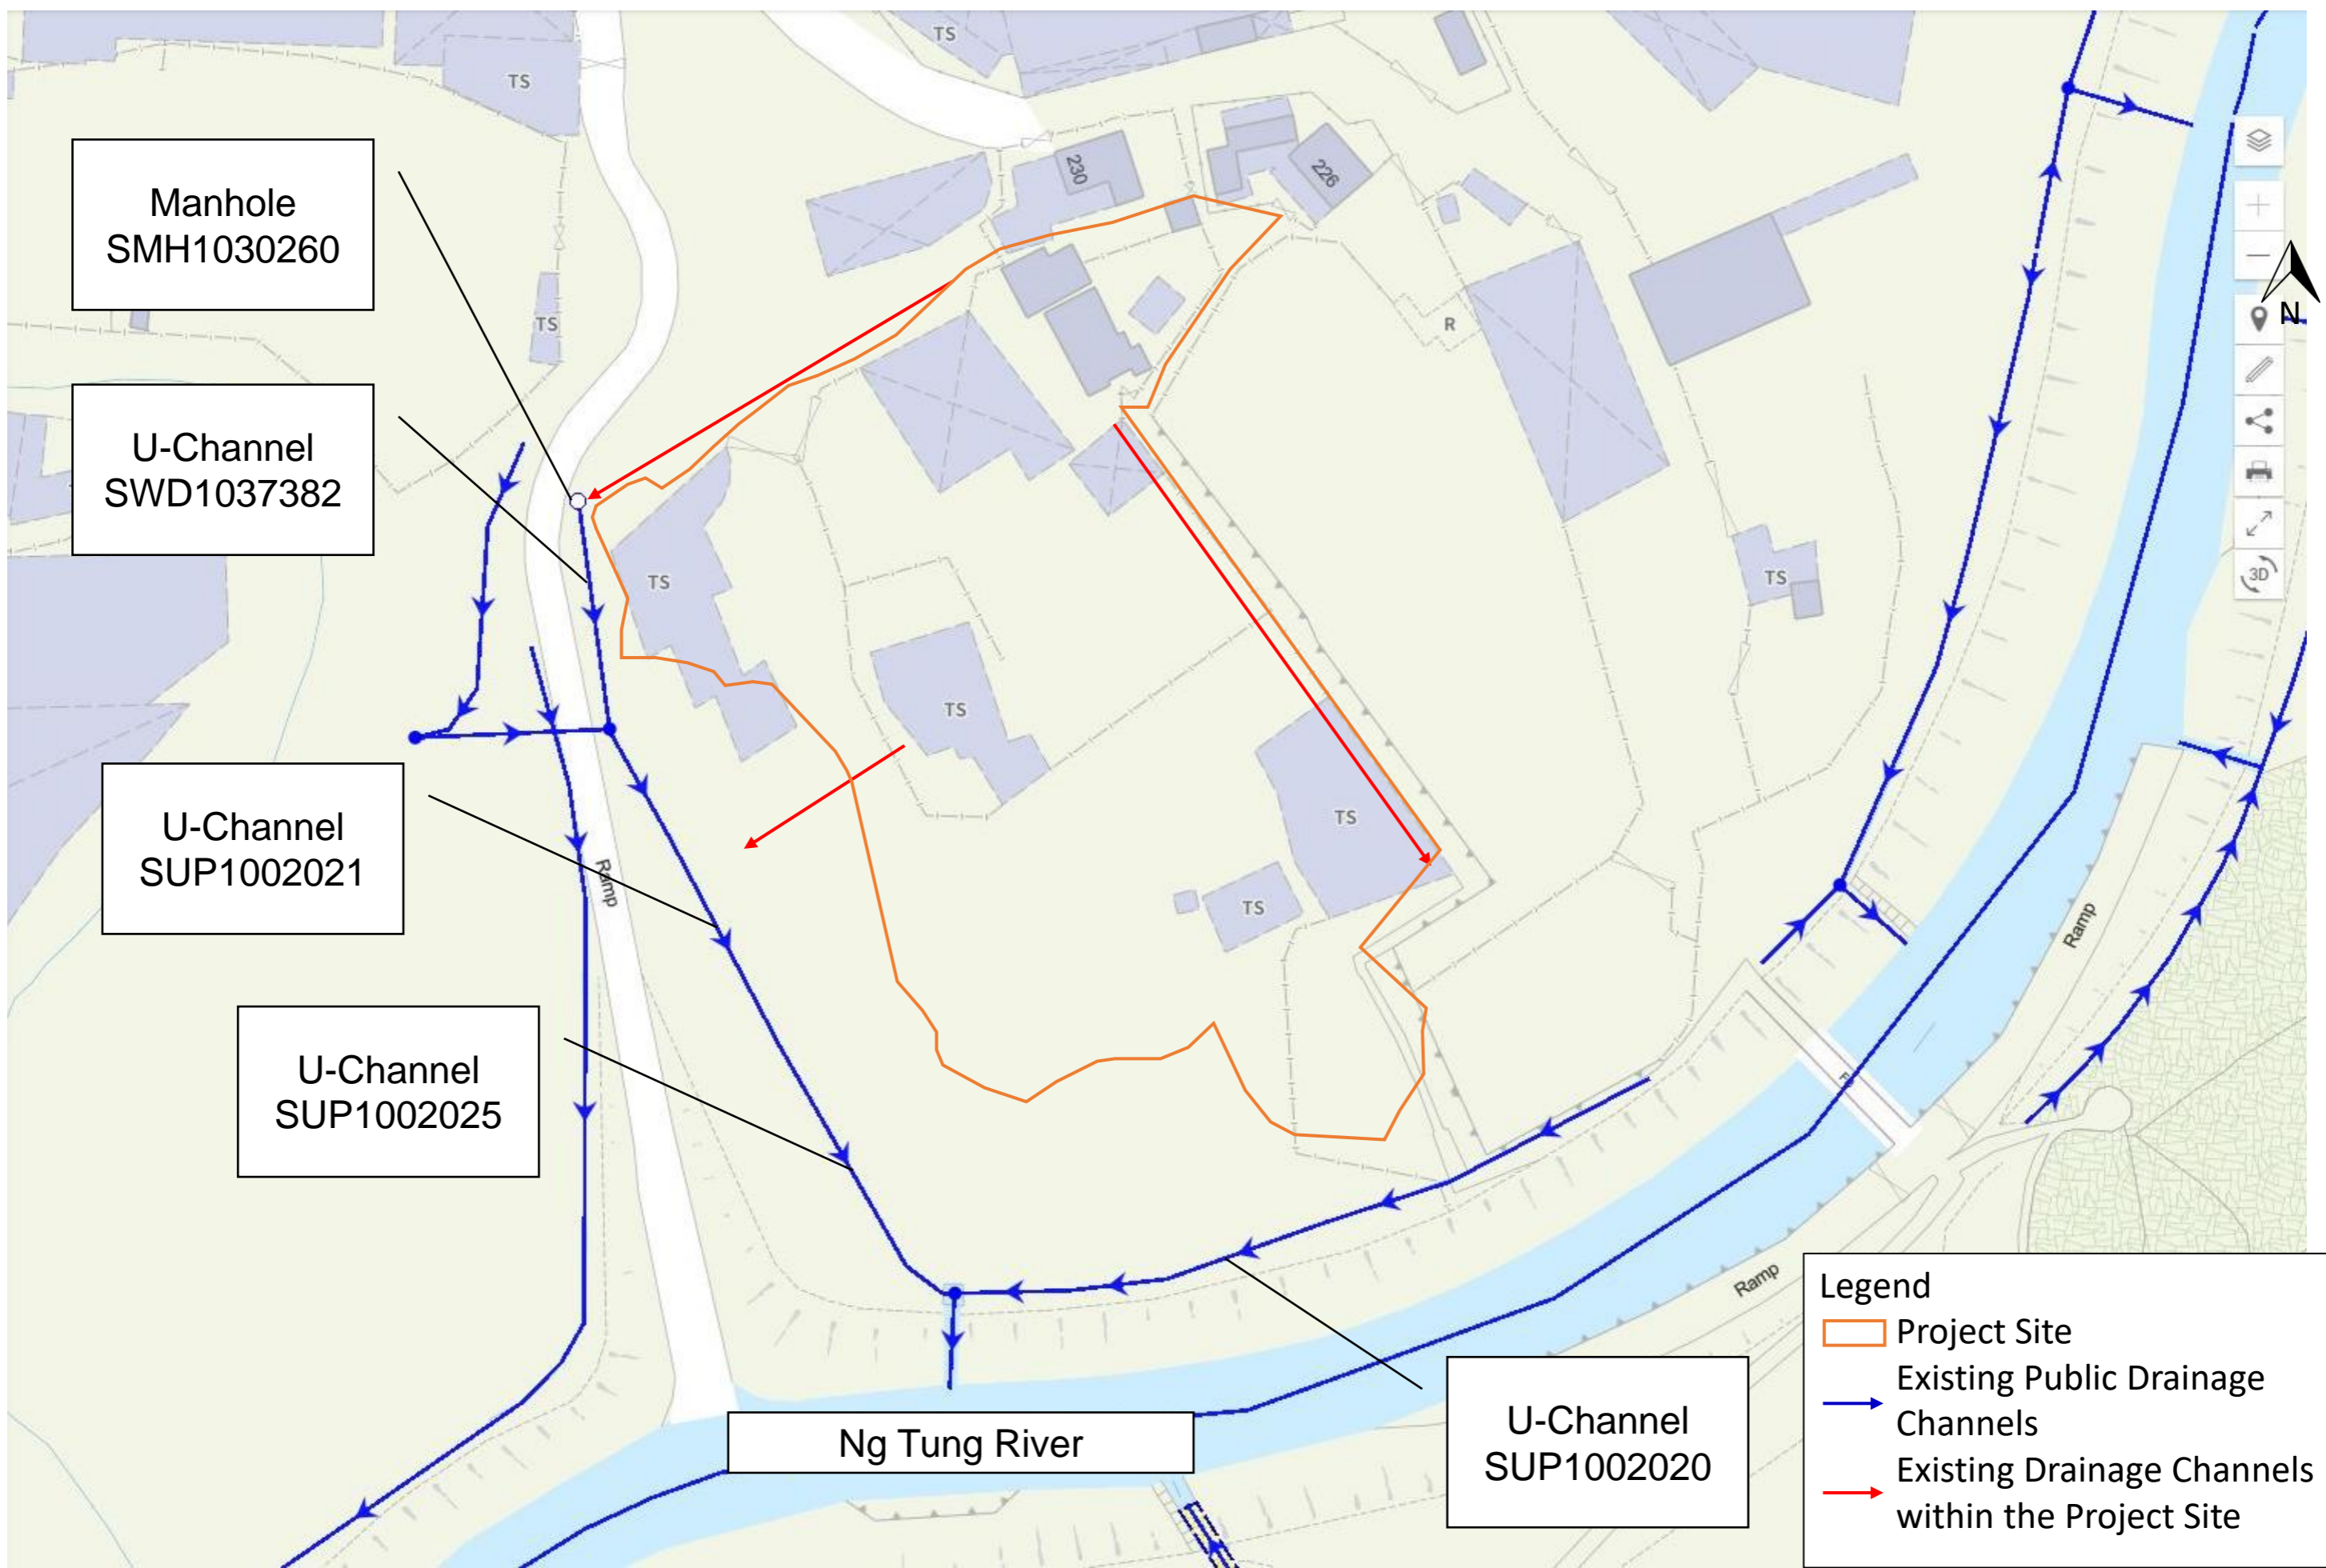 TS
TS
Manhole
SMH1030260
230
226
TS
R
N
U-Channel
SWD1037382
3D
TS
TS
TS
TS
U-Channel
SUP1002021
Ramp
TS
Ramp
U-Channel
SUP1002025
Ramp
Legend
Project Site
Existing Public Drainage
Channels
Existing Drainage Channels
within the Project Site
Ng Tung River
U-Channel
SUP1002020